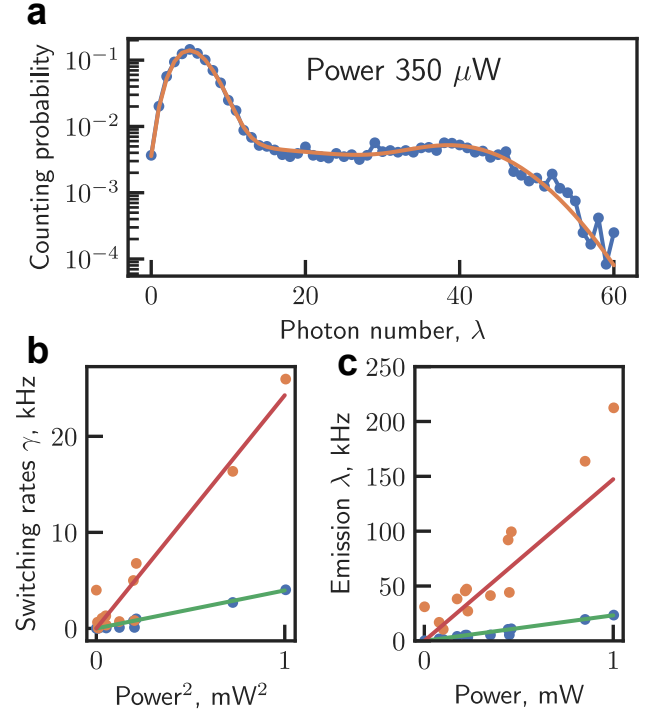 a
Power 350 μW
Counting probability
10⁻¹
10⁻²
10⁻³
10⁻⁴
0 20 40 60
Photon number, λ
b
Switching rates γ, kHz
20
10
0
0 1
Power², mW²
c
Emission λ, kHz
250
200
150
100
50
0
0 1
Power, mW